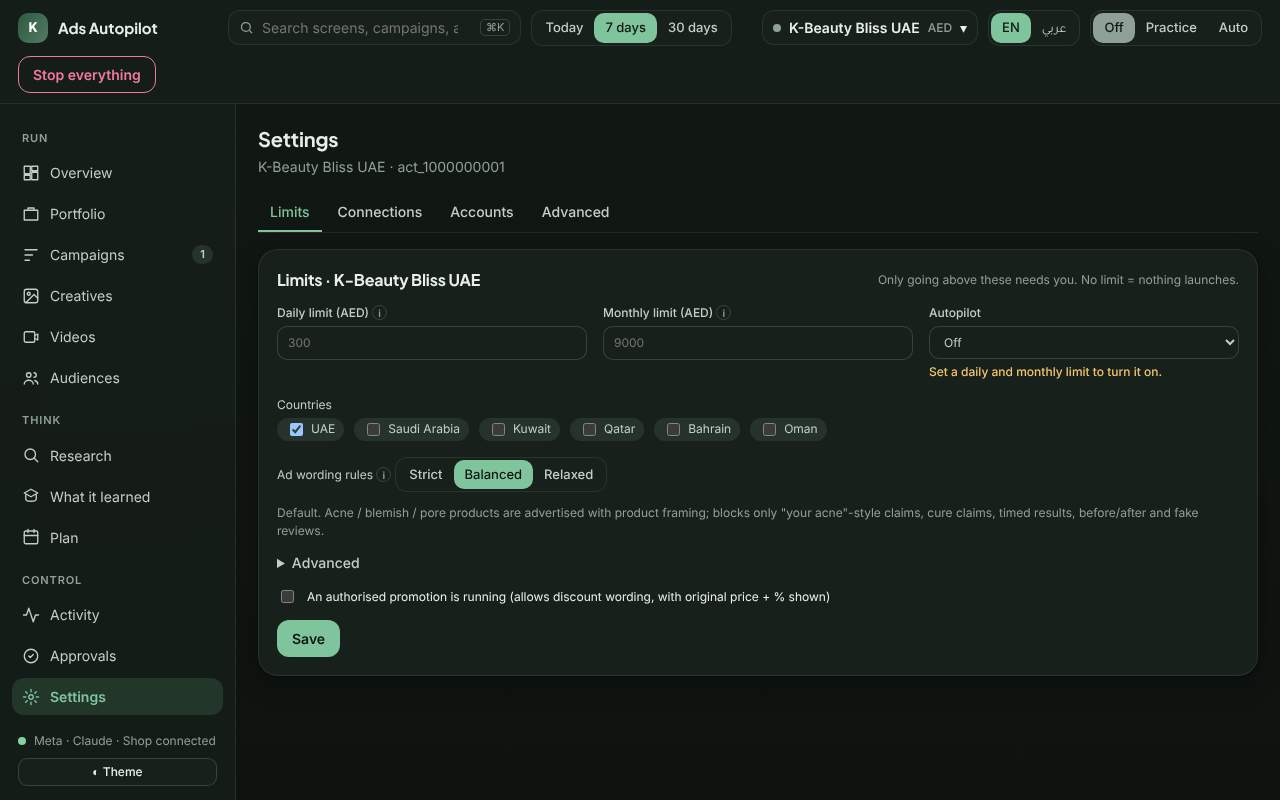 K Ads Autopilot
Search screens, campaigns, a ⌘K
Today 7 days 30 days
K-Beauty Bliss UAE AED ▾
EN عربي
Off Practice Auto
Stop everything
RUN
Overview
Portfolio
Campaigns 1
Creatives
Videos
Audiences
THINK
Research
What it learned
Plan
CONTROL
Activity
Approvals
Settings
Meta · Claude · Shop connected
Theme
Settings
K-Beauty Bliss UAE · act_1000000001
Limits Connections Accounts Advanced
Limits · K-Beauty Bliss UAE
Only going above these needs you. No limit = nothing launches.
Daily limit (AED) i
300
Monthly limit (AED) i
9000
Autopilot
Off
Set a daily and monthly limit to turn it on.
Countries
UAE Saudi Arabia Kuwait Qatar Bahrain Oman
Ad wording rules i Strict Balanced Relaxed
Default. Acne / blemish / pore products are advertised with product framing; blocks only "your acne"-style claims, cure claims, timed results, before/after and fake
reviews.
▶ Advanced
An authorised promotion is running (allows discount wording, with original price + % shown)
Save